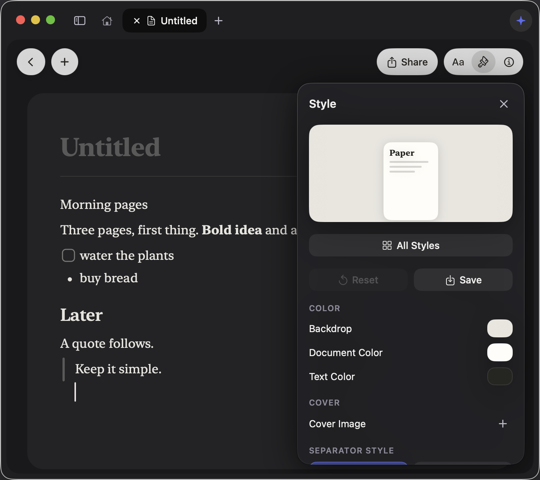 Untitled
Share
Aa
Untitled
Morning pages
Three pages, first thing. Bold idea and a
water the plants
buy bread
Later
A quote follows.
Keep it simple.
Style
Paper
All Styles
Reset
Save
COLOR
Backdrop
Document Color
Text Color
COVER
Cover Image
SEPARATOR STYLE